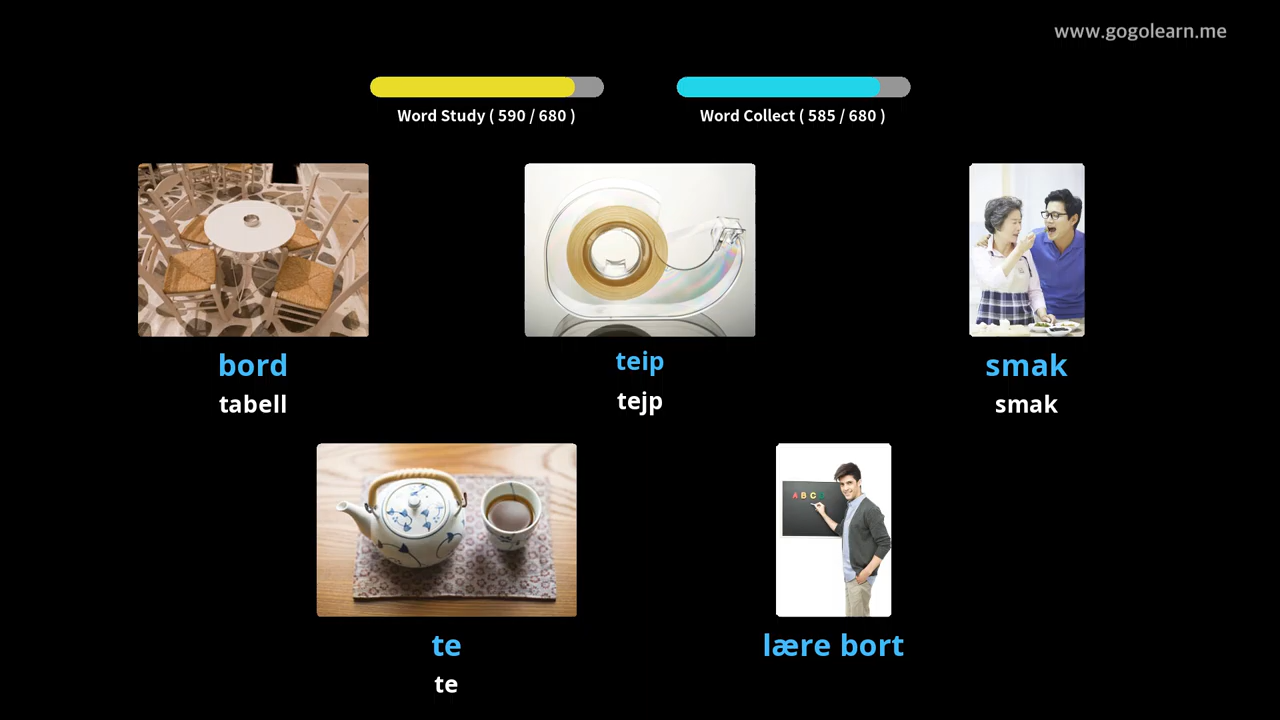 www.gogolearn.me
Word Study ( 590 / 680 )
Word Collect ( 585 / 680 )
bord
tabell
teip
tejp
smak
smak
A B C
te
te
lære bort